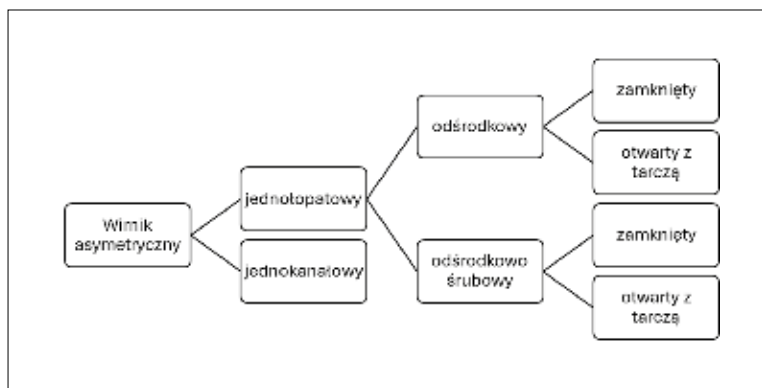 Wirnik
asymetryczny
jednołopatowy
jednokanałowy
odśrodkowy
odśrodkowo
śrubowy
zamknięty
otwarty z
tarczą
zamknięty
otwarty z
tarczą